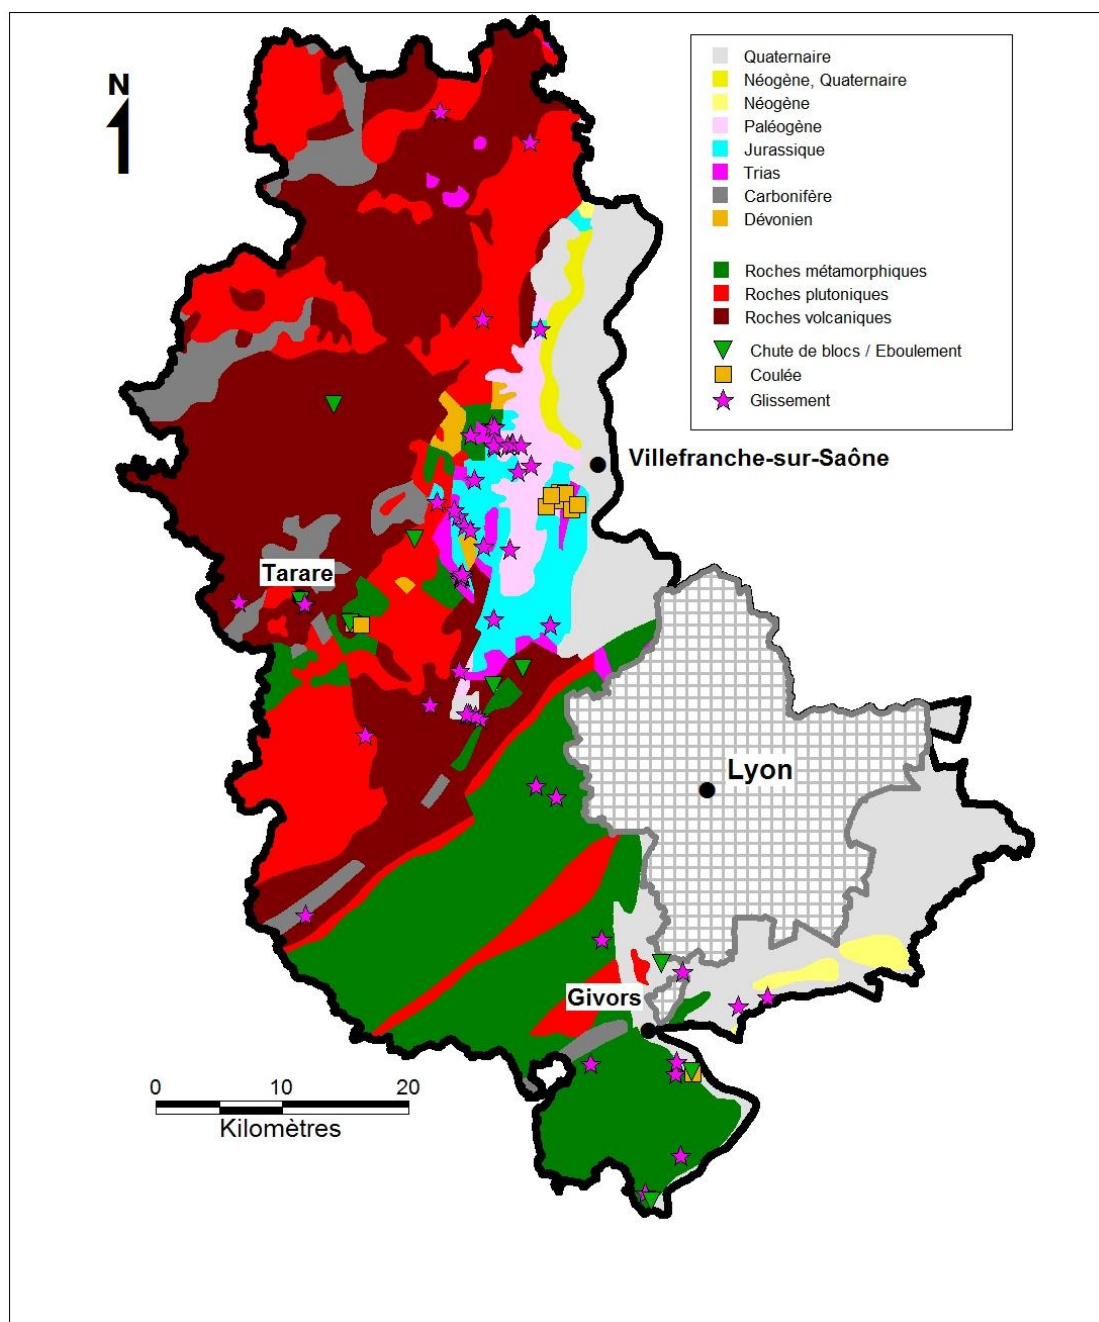 N
Quaternaire
Néogène, Quaternaire
Néogène
Paléogène
Jurassique
Trias
Carbonifère
Dévonien
Roches métamorphiques
Roches plutoniques
Roches volcaniques
Chute de blocs / Eboulement
Coulée
Glissement
Villefranche-sur-Saône
Tarare
Lyon
Givors
0 10 20
Kilomètres